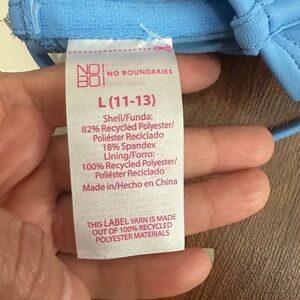 NO!
BO!
NO BOUNDARIES
L (11-13)
Shell/Funda:
82% Recycled Polyester/
Poliéster Reciclado
18% Spandex
Lining/Forro:
100% Recycled Polyester/
Poliéster Reciclado
Made in/Hecho en China
THIS LABEL YARN IS MADE
OUT OF 100% RECYCLED
POLYESTER MATERIALS